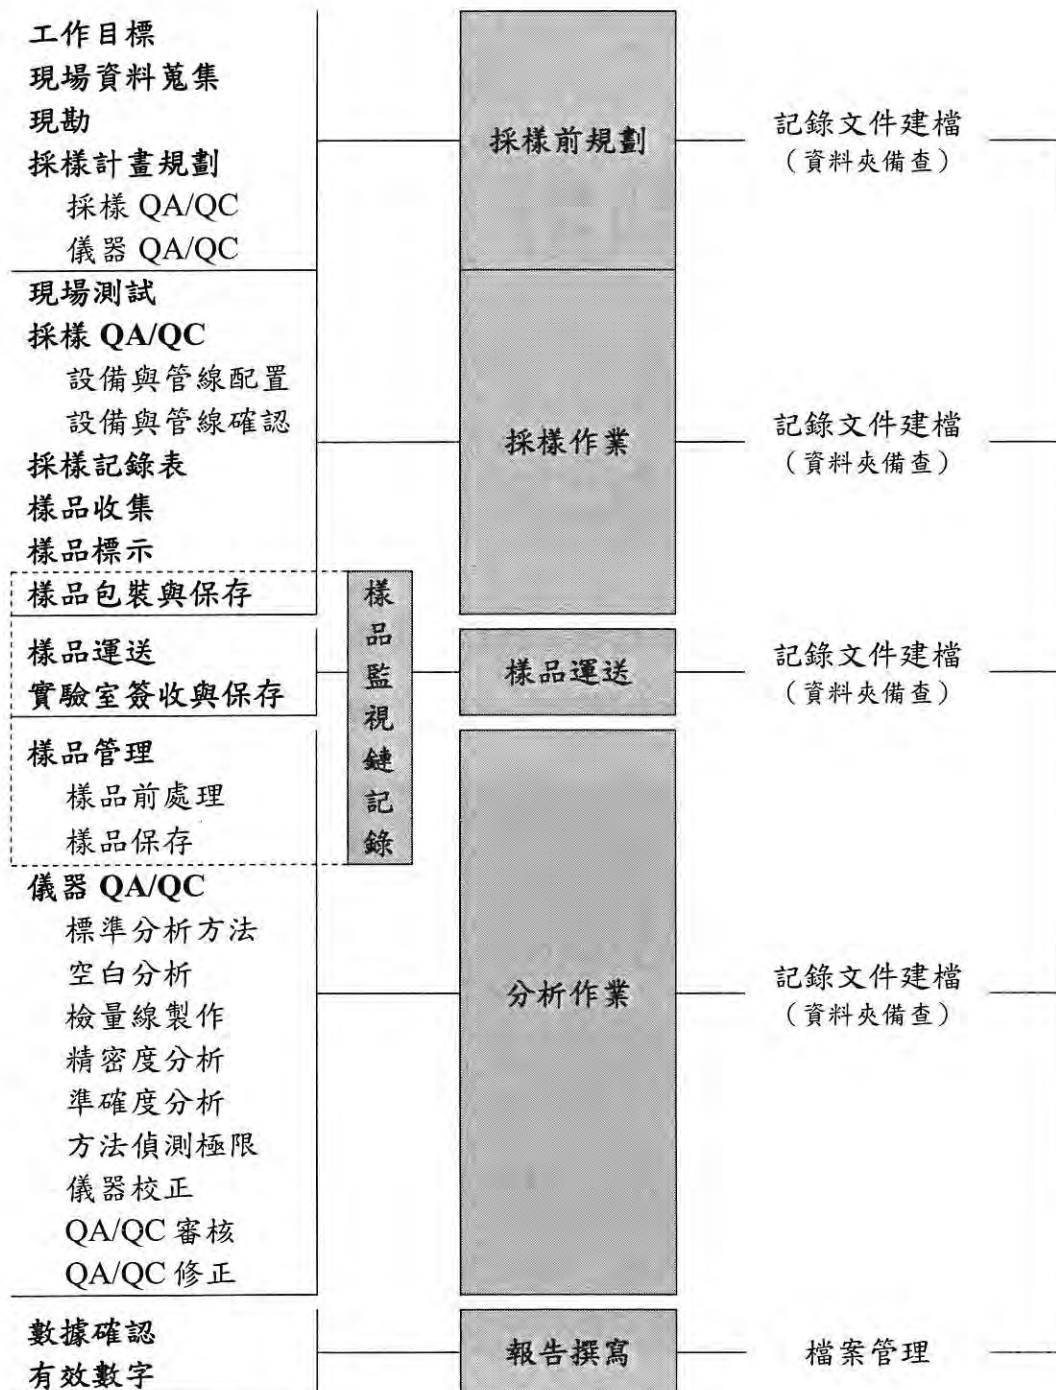 工作目標
現場資料蒐集
現勘
採樣計畫規劃
採樣 QA/QC
儀器 QA/QC
採樣前規劃
記錄文件建檔
（資料夾備查）
現場測試
採樣 QA/QC
設備與管線配置
設備與管線確認
採樣記錄表
樣品收集
樣品標示
樣品包裝與保存
採樣作業
記錄文件建檔
（資料夾備查）
樣品監視鏈記錄
樣品運送
實驗室簽收與保存
樣品運送
記錄文件建檔
（資料夾備查）
樣品管理
樣品前處理
樣品保存
儀器 QA/QC
標準分析方法
空白分析
檢量線製作
精密度分析
準確度分析
方法偵測極限
儀器校正
QA/QC 審核
QA/QC 修正
分析作業
記錄文件建檔
（資料夾備查）
數據確認
有效數字
報告撰寫
檔案管理